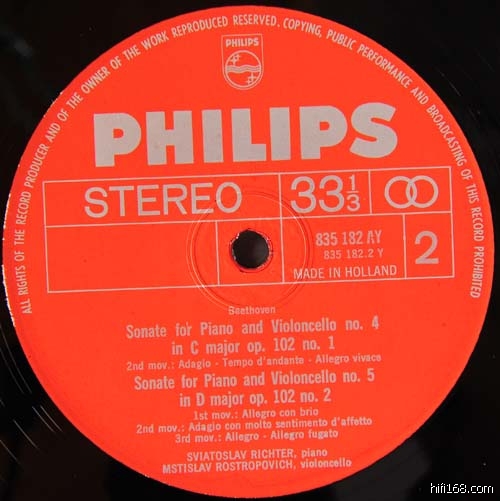 ALL RIGHTS OF THE RECORD PRODUCER AND OF THE OWNER OF THE WORK REPRODUCED RESERVED. COPYING, PUBLIC PERFORMANCE AND BROADCASTING OF THIS RECORD PROHIBITED
PHILIPS
PHILIPS
STEREO
33 1/3
835 182 AY
835 182.2 Y
2
MADE IN HOLLAND
Beethoven
Sonate for Piano and Violoncello no. 4
in C major op. 102 no. 1
2nd mov.: Adagio - Tempo d'andante - Allegro vivace
Sonate for Piano and Violoncello no. 5
in D major op. 102 no. 2
1st mov.: Allegro con brio
2nd mov.: Adagio con molto sentimento d'affetto
3rd mov.: Allegro - Allegro fugato
SVIATOSLAV RICHTER, piano
MSTISLAV ROSTROPOVICH, violoncello
hifi168.com